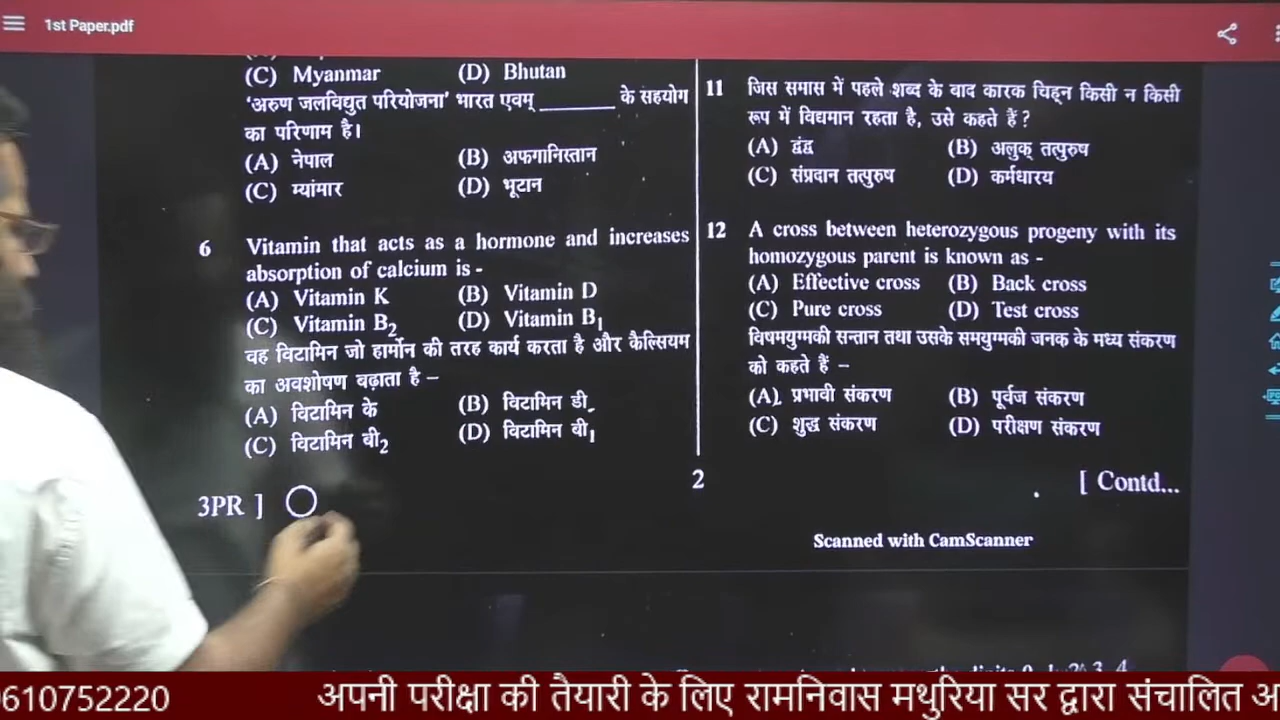 1st Paper.pdf
(C) Myanmar (D) Bhutan
'अरुण जलविद्युत परियोजना' भारत एवम् ________ के सहयोग
का परिणाम है।
(A) नेपाल (B) अफगानिस्तान
(C) म्यांमार (D) भूटान
6 Vitamin that acts as a hormone and increases
absorption of calcium is -
(A) Vitamin K (B) Vitamin D
(C) Vitamin B2 (D) Vitamin B1
वह विटामिन जो हार्मोन की तरह कार्य करता है और कैल्सियम
का अवशोषण बढ़ाता है –
(A) विटामिन के (B) विटामिन डी
(C) विटामिन बी2 (D) विटामिन बी1
3PR ]
11 जिस समास में पहले शब्द के बाद कारक चिह्न किसी न किसी
रूप में विद्यमान रहता है, उसे कहते हैं?
(A) द्वंद्व (B) अलुक् तत्पुरुष
(C) संप्रदान तत्पुरुष (D) कर्मधारय
12 A cross between heterozygous progeny with its
homozygous parent is known as -
(A) Effective cross (B) Back cross
(C) Pure cross (D) Test cross
विषमयुग्मकी सन्तान तथा उसके समयुग्मकी जनक के मध्य संकरण
को कहते हैं –
(A) प्रभावी संकरण (B) पूर्वज संकरण
(C) शुद्ध संकरण (D) परीक्षण संकरण
2
[ Contd...
Scanned with CamScanner
610752220 अपनी परीक्षा की तैयारी के लिए रामनिवास मथुरिया सर द्वारा संचालित